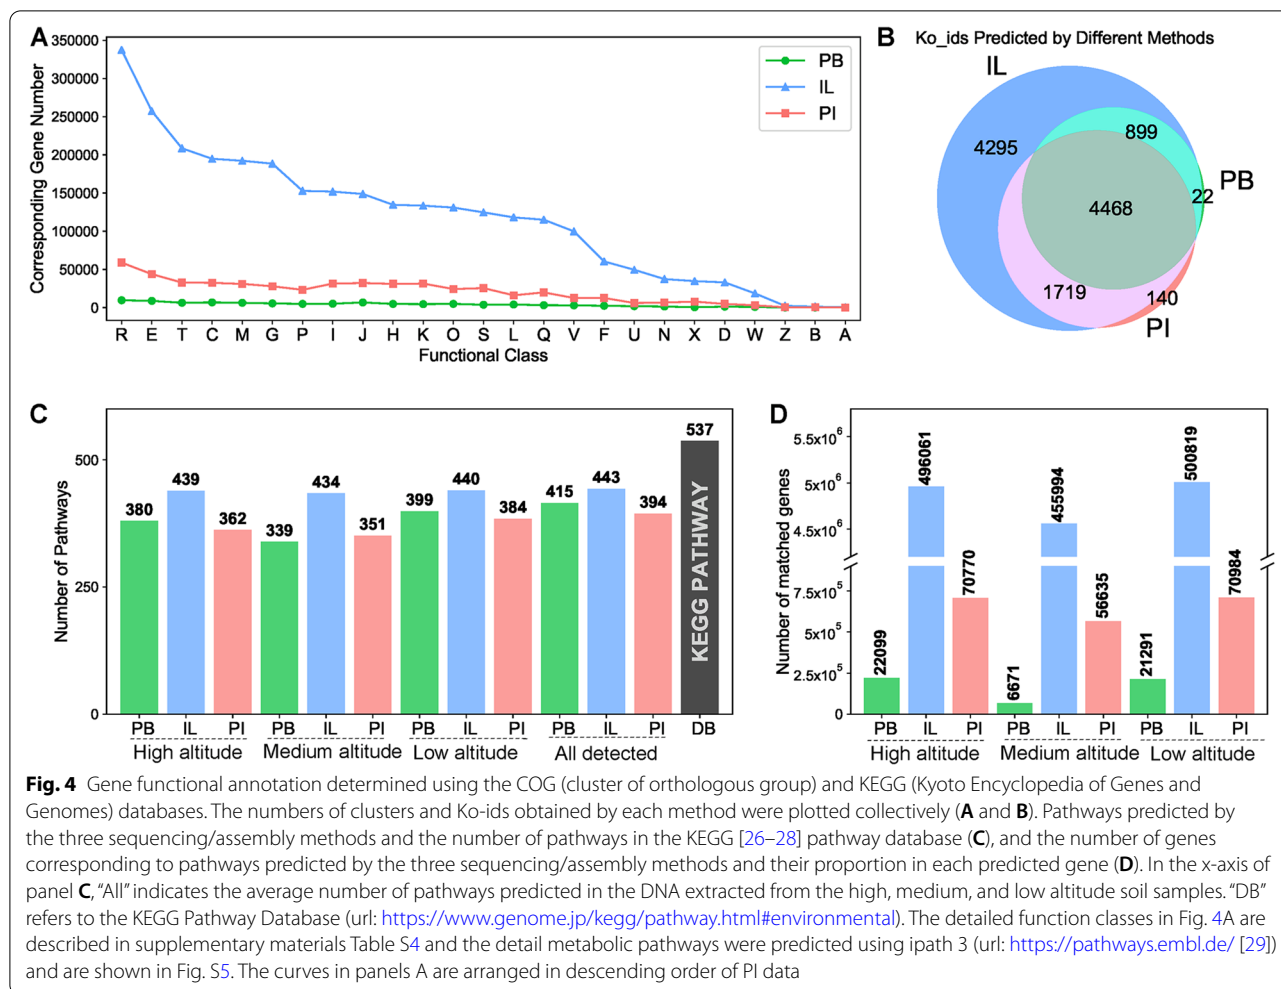 A
350000
300000
250000
200000
150000
100000
50000
0
Corresponding Gene Number
PB
IL
PI
R E T C M G P I J H K O S L Q V F U N X D W Z B A
Functional Class
B
Ko_ids Predicted by Different Methods
IL
4295
899
PB
22
4468
1719
140
PI
C
500
250
0
Number of Pathways
380
439
362
339
434
351
399
440
384
415
443
394
537
KEGG PATHWAY
PB IL PI PB IL PI PB IL PI PB IL PI DB
High altitude Medium altitude Low altitude All detected
D
5.5x10⁶
5x10⁶
4.5x10⁶
7.5x10⁵
5x10⁵
2.5x10⁵
0
Number of matched genes
22099
496061
70770
6671
455994
56635
21291
500819
70984
PB IL PI PB IL PI PB IL PI
High altitude Medium altitude Low altitude
Fig. 4 Gene functional annotation determined using the COG (cluster of orthologous group) and KEGG (Kyoto Encyclopedia of Genes and
Genomes) databases. The numbers of clusters and Ko-ids obtained by each method were plotted collectively (A and B). Pathways predicted by
the three sequencing/assembly methods and the number of pathways in the KEGG [26–28] pathway database (C), and the number of genes
corresponding to pathways predicted by the three sequencing/assembly methods and their proportion in each predicted gene (D). In the x-axis of
panel C, “All” indicates the average number of pathways predicted in the DNA extracted from the high, medium, and low altitude soil samples. “DB”
refers to the KEGG Pathway Database (url: https://www.genome.jp/kegg/pathway.html#environmental). The detailed function classes in Fig. 4A are
described in supplementary materials Table S4 and the detail metabolic pathways were predicted using ipath 3 (url: https://pathways.embl.de/ [29])
and are shown in Fig. S5. The curves in panels A are arranged in descending order of PI data